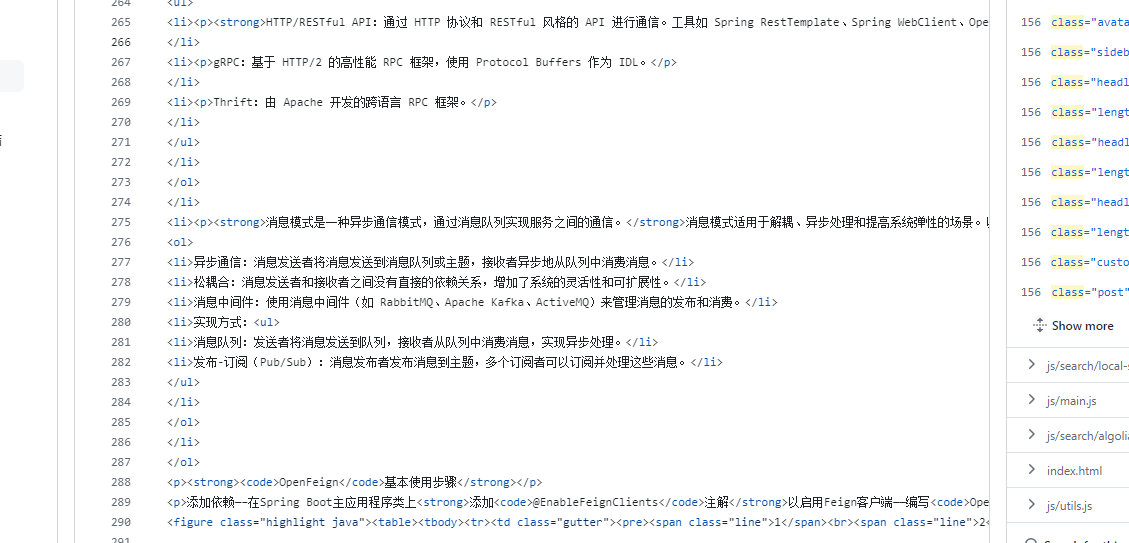 264 <ul>
265 <li><p><strong>HTTP/RESTful API：通过 HTTP 协议和 RESTful 风格的 API 进行通信。工具如 Spring RestTemplate、Spring WebClient、Ope
266 </li>
267 <li><p>gRPC：基于 HTTP/2 的高性能 RPC 框架，使用 Protocol Buffers 作为 IDL。</p>
268 </li>
269 <li><p>Thrift：由 Apache 开发的跨语言 RPC 框架。</p>
270 </li>
271 </ul>
272 </li>
273 </ol>
274 </li>
275 <li><p><strong>消息模式是一种异步通信模式，通过消息队列实现服务之间的通信。</strong>消息模式适用于解耦、异步处理和提高系统弹性的场景。
276 <ol>
277 <li>异步通信：消息发送者将消息发送到消息队列或主题，接收者异步地从队列中消费消息。</li>
278 <li>松耦合：消息发送者和接收者之间没有直接的依赖关系，增加了系统的灵活性和可扩展性。</li>
279 <li>消息中间件：使用消息中间件（如 RabbitMQ、Apache Kafka、ActiveMQ）来管理消息的发布和消费。</li>
280 <li>实现方式：<ul>
281 <li>消息队列：发送者将消息发送到队列，接收者从队列中消费消息，实现异步处理。</li>
282 <li>发布-订阅（Pub/Sub）：消息发布者发布消息到主题，多个订阅者可以订阅并处理这些消息。</li>
283 </ul>
284 </li>
285 </ol>
286 </li>
287 </ol>
288 <p><strong><code>OpenFeign</code>基本使用步骤</strong></p>
289 <p>添加依赖——在Spring Boot主应用程序类上<strong>添加<code>@EnableFeignClients</code>注解</strong>以启用Feign客户端——编写<code>Ope
290 <figure class="highlight java"><table><tbody><tr><td class="gutter"><pre><span class="line">1</span><br><span class="line">2<
291
156 class="avata
156 class="sideb
156 class="headl
156 class="lengt
156 class="headl
156 class="lengt
156 class="headl
156 class="lengt
156 class="custo
156 class="post"
Show more
js/search/local-s
js/main.js
js/search/algolia
index.html
js/utils.js